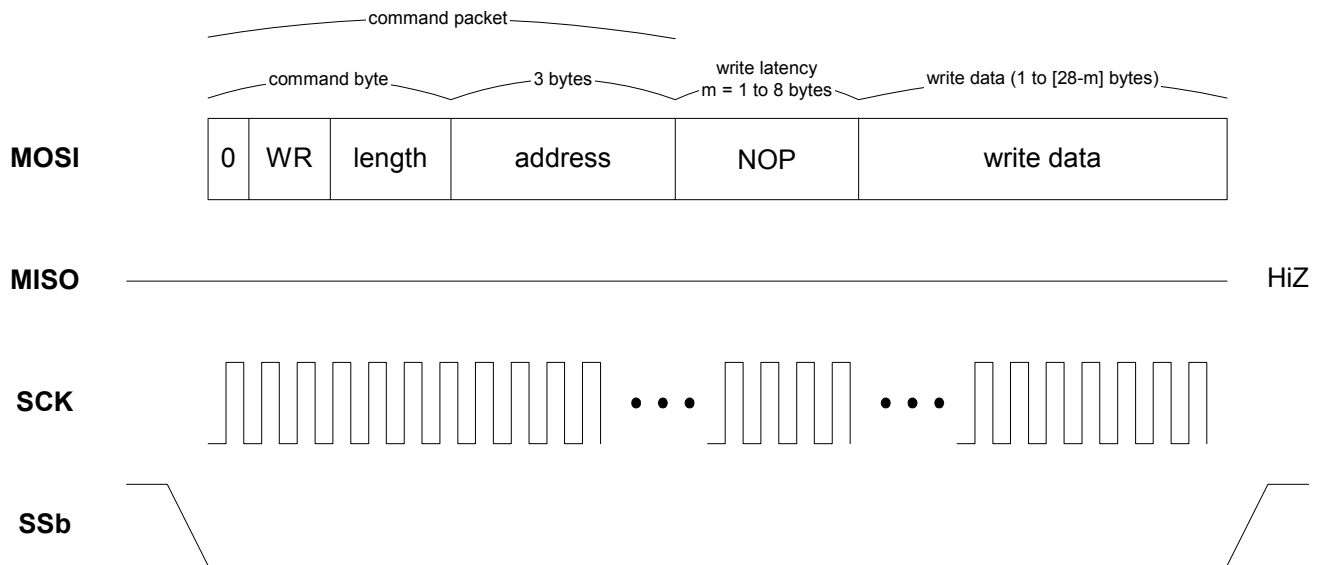 command packet
command byte
3 bytes
write latency
m = 1 to 8 bytes
write data (1 to [28-m] bytes)
MOSI
0
WR
length
address
NOP
write data
MISO
HiZ
SCK
SSb